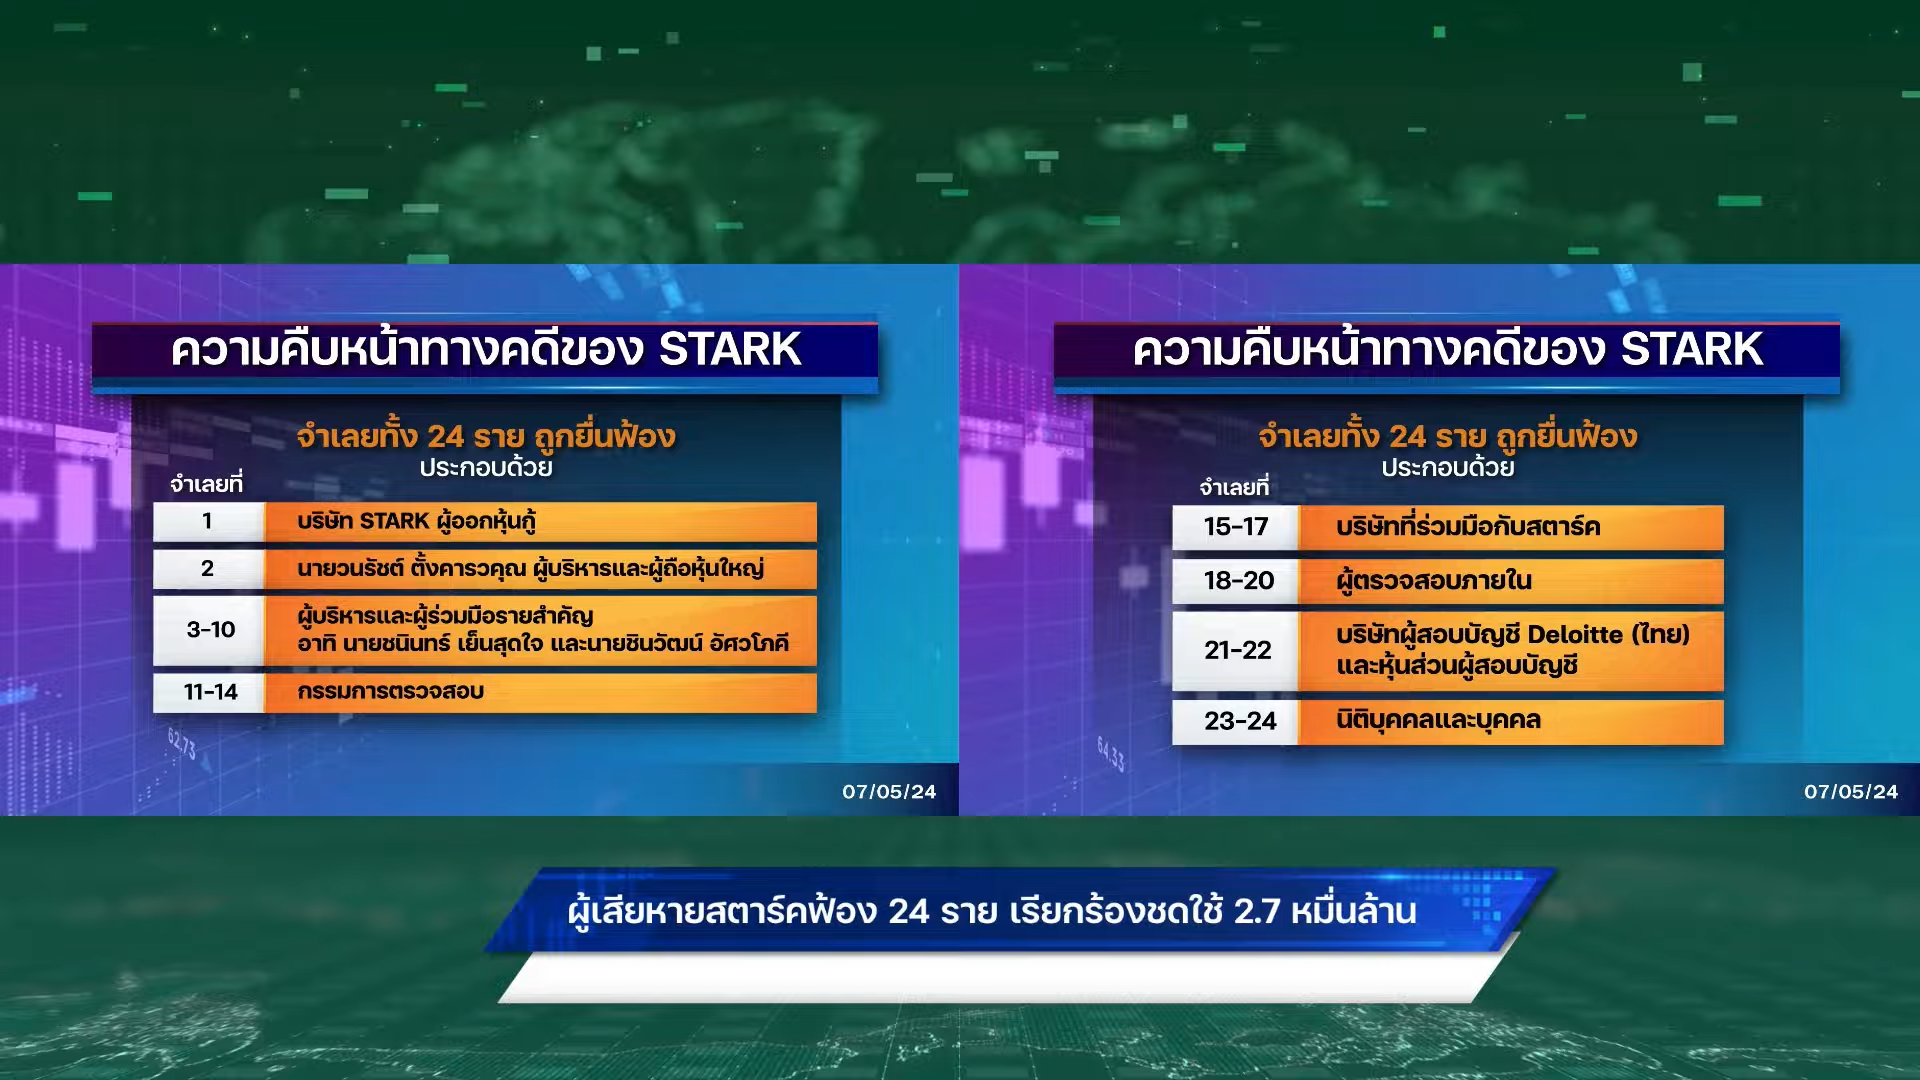 ความคืบหน้าทางคดีของ STARK
จำเลยทั้ง 24 ราย ถูกยื่นฟ้อง
ประกอบด้วย
จำเลยที่
1 บริษัท STARK ผู้ออกหุ้นกู้
2 นายวนรัชต์ ตั้งคารวคุณ ผู้บริหารและผู้ถือหุ้นใหญ่
3-10 ผู้บริหารและผู้ร่วมมือรายสำคัญ
อาทิ นายชนินทร์ เย็นสุดใจ และนายชินวัฒน์ อัศวโภคี
11-14 กรรมการตรวจสอบ
62.73
07/05/24
ความคืบหน้าทางคดีของ STARK
จำเลยทั้ง 24 ราย ถูกยื่นฟ้อง
ประกอบด้วย
จำเลยที่
15-17 บริษัทที่ร่วมมือกับสตาร์ค
18-20 ผู้ตรวจสอบภายใน
21-22 บริษัทผู้สอบบัญชี Deloitte (ไทย)
และหุ้นส่วนผู้สอบบัญชี
23-24 นิติบุคคลและบุคคล
64.33
07/05/24
ผู้เสียหายสตาร์คฟ้อง 24 ราย เรียกร้องชดใช้ 2.7 หมื่นล้าน